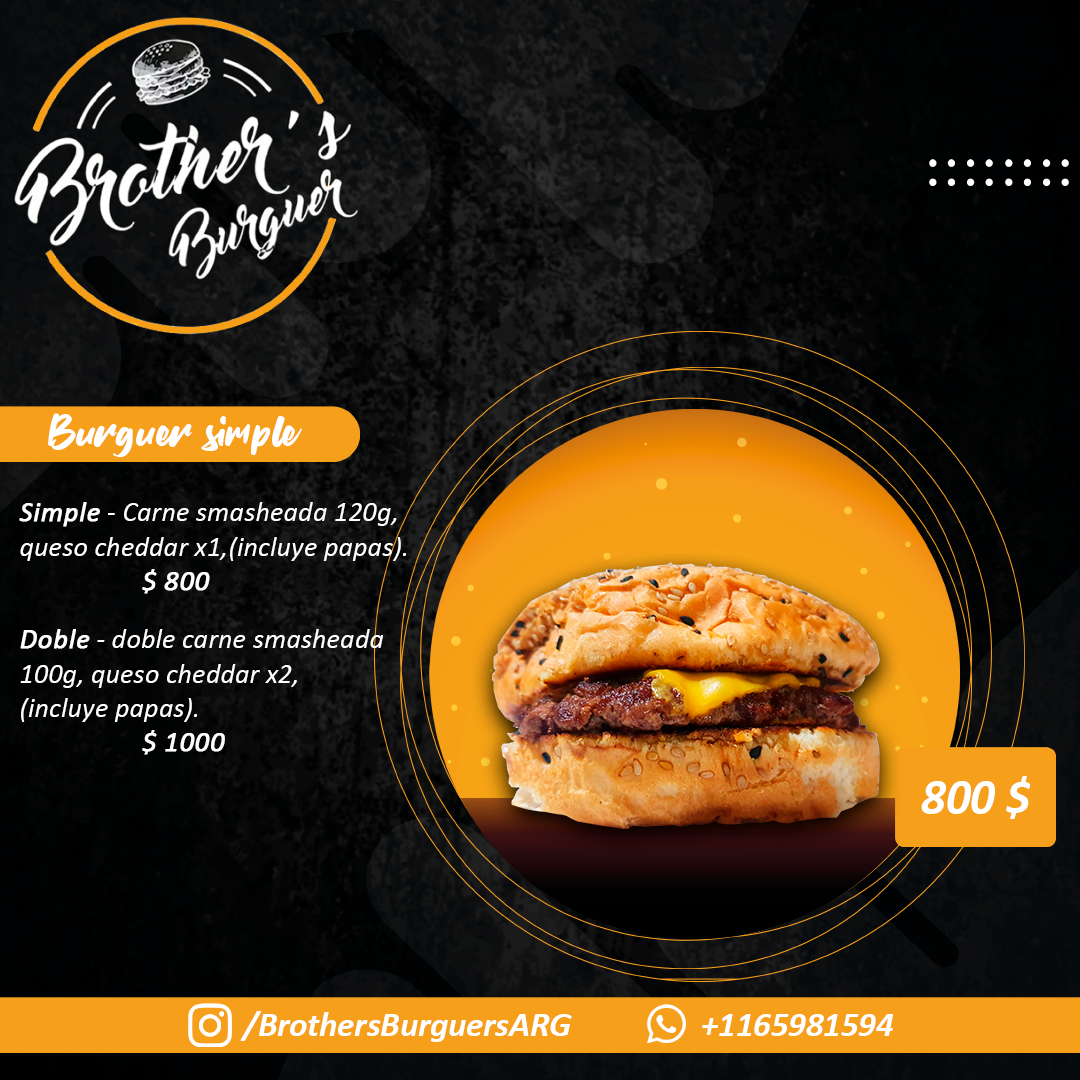 Brother's
Burguer
Burguer simple
Simple - Carne smasheada 120g,
queso cheddar x1,(incluye papas).
$ 800
Doble - doble carne smasheada
100g, queso cheddar x2,
(incluye papas).
$ 1000
800 $
/BrothersBurguersARG
+1165981594